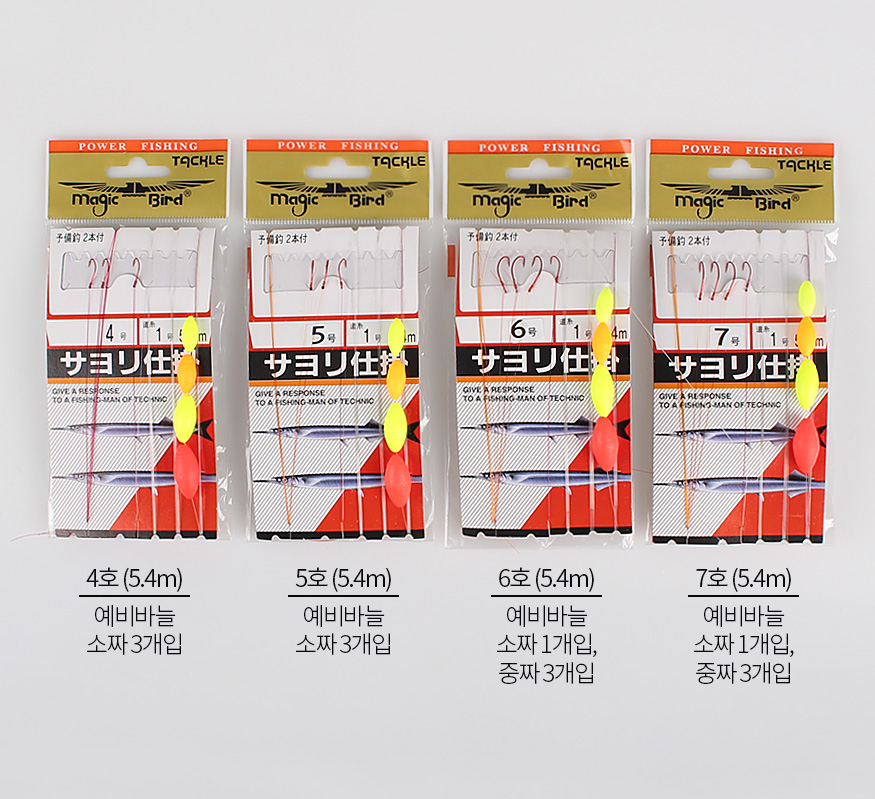 POWER FISHING
TACKLE
Magic Bird®
予備鈎 2本付
4号
道糸 1号
サヨリ仕掛
GIVE A RESPONSE
TO A FISHING-MAN OF TECHNIC
POWER FISHING
TACKLE
Magic Bird®
予備鈎 2本付
5号
道糸 1
サヨリ仕掛
GIVE A RESPONSE
TO A FISHING-MAN OF TECHNIC
POWER FISHING
TACKLE
Magic Bird®
予備鈎 2本付
6号
道糸 1 4m
サヨリ仕掛
GIVE A RESPONSE
TO A FISHING-MAN OF TECHNIC
POWER FISHING
TACKLE
Magic Bird®
予備鈎 2本付
7号
道糸 1号
サヨリ仕掛
GIVE A RESPONSE
TO A FISHING-MAN OF TECHNIC
4호 (5.4m)
예비바늘
소짜 3개입
5호 (5.4m)
예비바늘
소짜 3개입
6호 (5.4m)
예비바늘
소짜 1개입,
중짜 3개입
7호 (5.4m)
예비바늘
소짜 1개입,
중짜 3개입